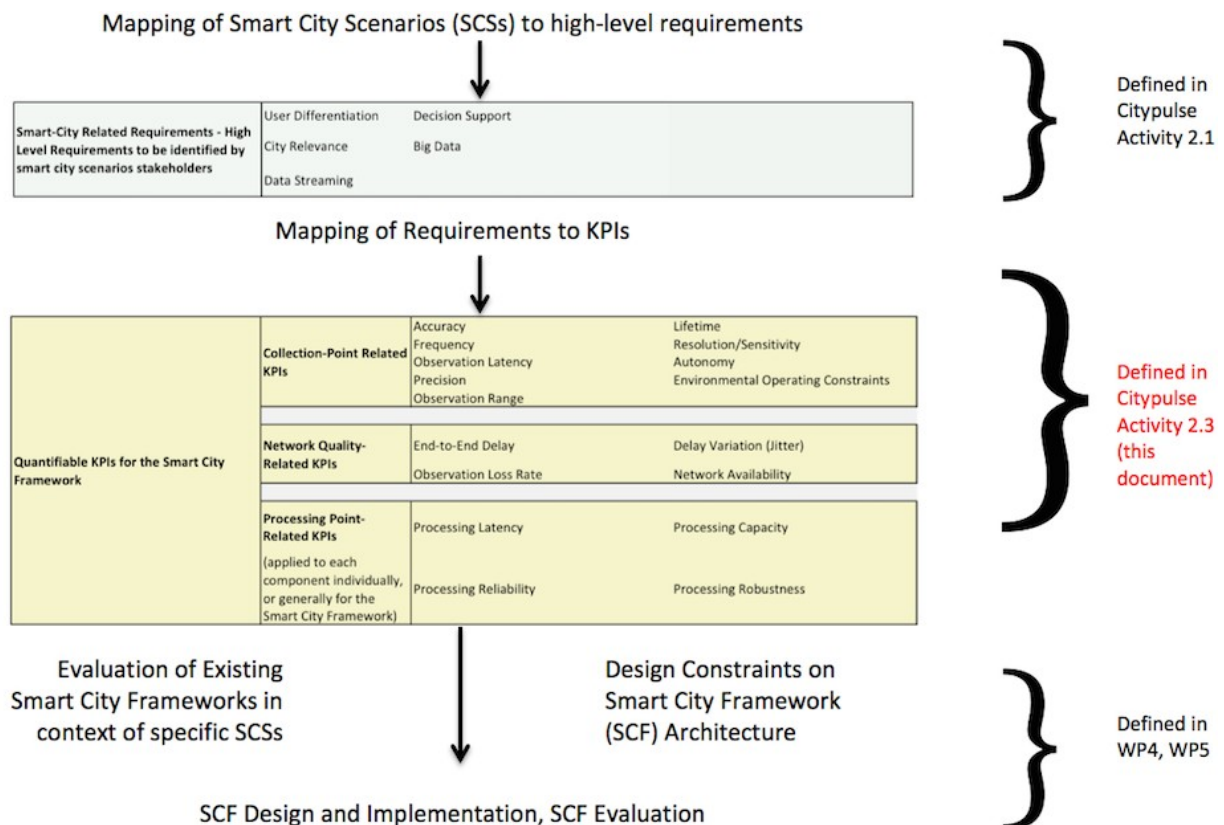 Mapping of Smart City Scenarios (SCSs) to high-level requirements
Defined in
Citypulse
Activity 2.1
Smart-City Related Requirements - High
Level Requirements to be identified by
smart city scenarios stakeholders
User Differentiation
Decision Support
City Relevance
Big Data
Data Streaming
Mapping of Requirements to KPIs
Quantifiable KPIs for the Smart City
Framework
Collection-Point Related
KPIs
Accuracy
Lifetime
Frequency
Resolution/Sensitivity
Observation Latency
Autonomy
Precision
Environmental Operating Constraints
Observation Range
Network Quality-
Related KPIs
End-to-End Delay
Delay Variation (Jitter)
Observation Loss Rate
Network Availability
Processing Point-
Related KPIs
(applied to each
component individually,
or generally for the
Smart City Framework)
Processing Latency
Processing Capacity
Processing Reliability
Processing Robustness
Defined in
Citypulse
Activity 2.3
(this
document)
Evaluation of Existing
Smart City Frameworks in
context of specific SCSs
Design Constraints on
Smart City Framework
(SCF) Architecture
Defined in
WP4, WP5
SCF Design and Implementation, SCF Evaluation